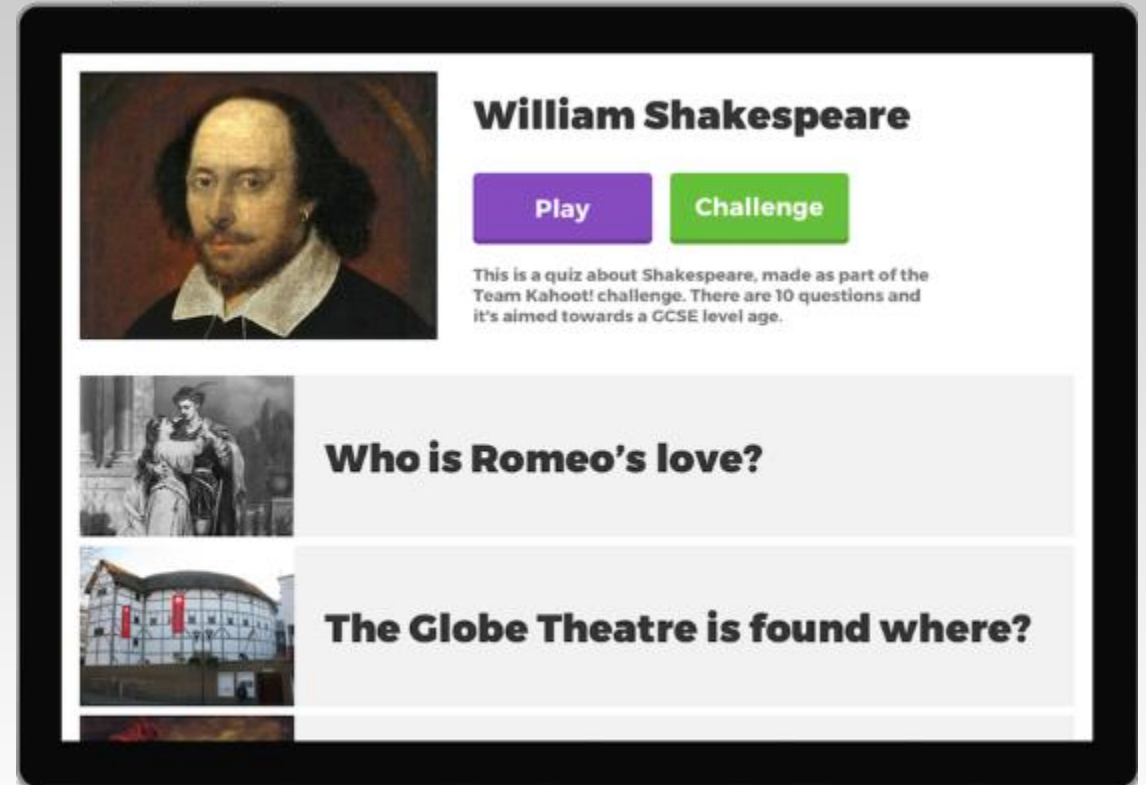 William Shakespeare
Play
Challenge
This is a quiz about Shakespeare, made as part of the
Team Kahoot! challenge. There are 10 questions and
it's aimed towards a GCSE level age.
Who is Romeo's love?
The Globe Theatre is found where?